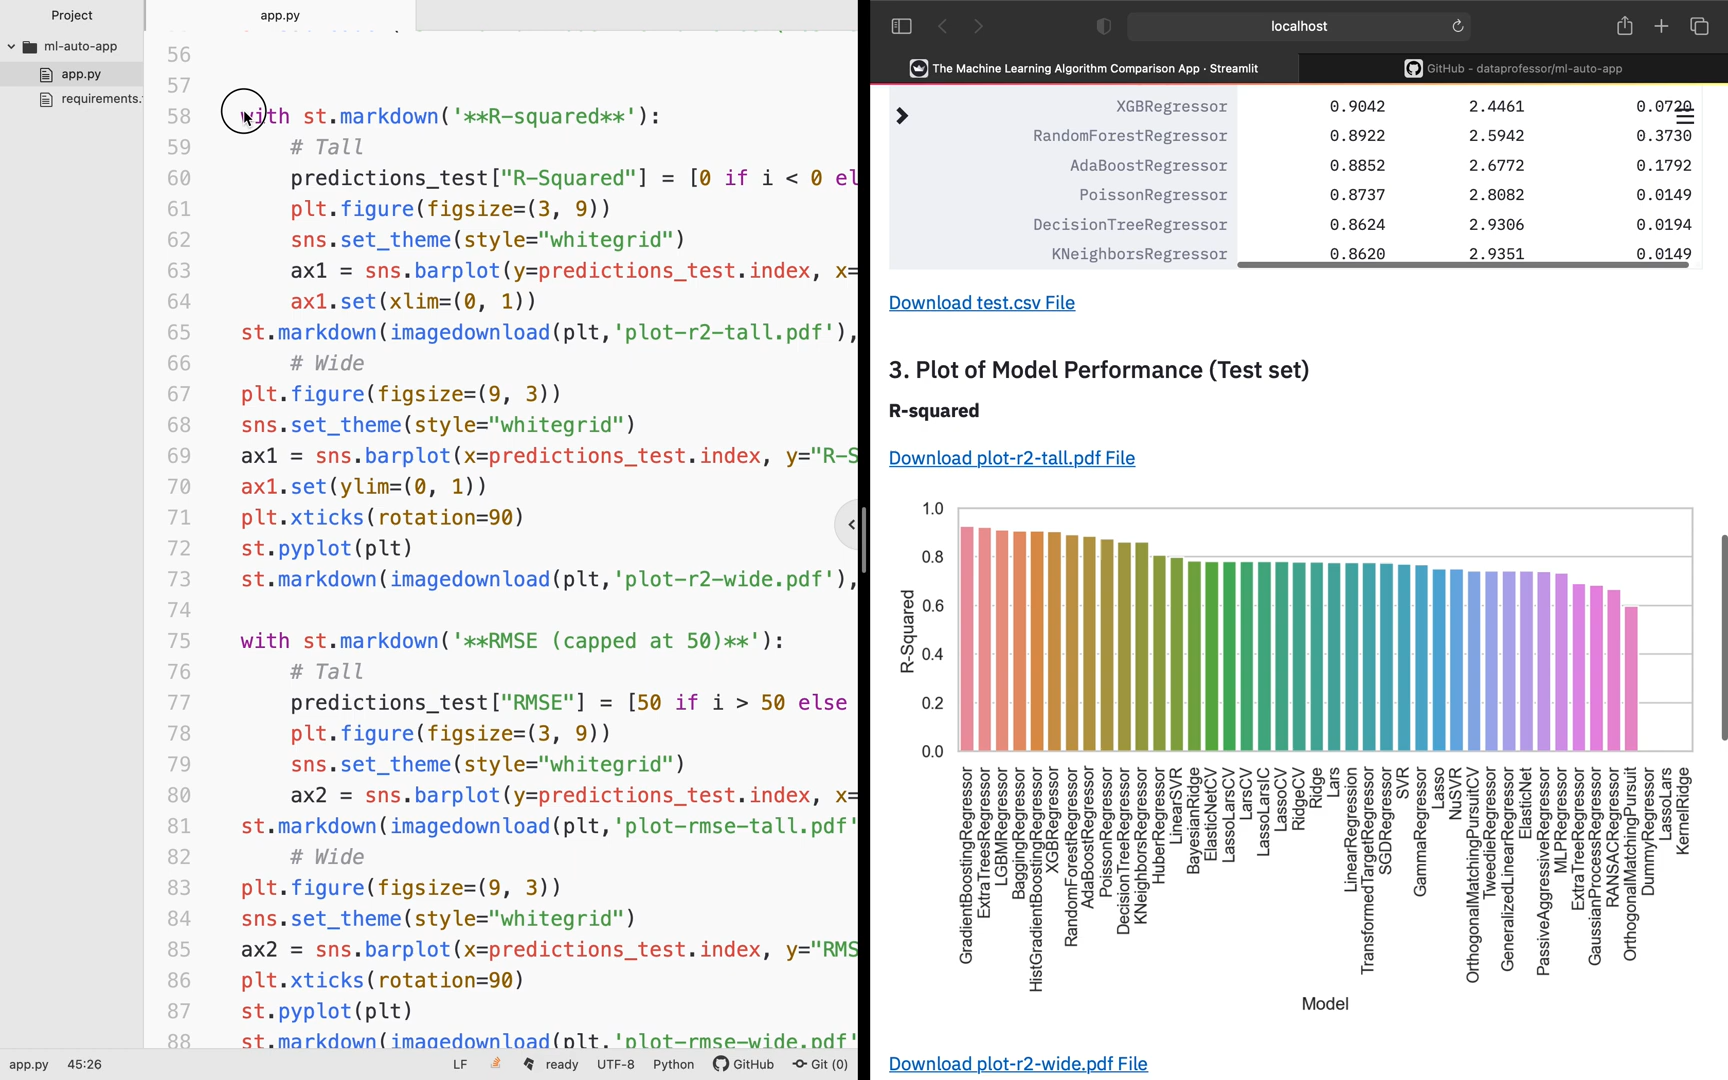 Project
app.py
ml-auto-app
app.py
requirements.
56
57
58 with st.markdown('**R-squared**'):
59 # Tall
60 predictions_test["R-Squared"] = [0 if i < 0 el
61 plt.figure(figsize=(3, 9))
62 sns.set_theme(style="whitegrid")
63 ax1 = sns.barplot(y=predictions_test.index, x=
64 ax1.set(xlim=(0, 1))
65 st.markdown(imagedownload(plt,'plot-r2-tall.pdf'),
66 # Wide
67 plt.figure(figsize=(9, 3))
68 sns.set_theme(style="whitegrid")
69 ax1 = sns.barplot(x=predictions_test.index, y="R-S
70 ax1.set(ylim=(0, 1))
71 plt.xticks(rotation=90)
72 st.pyplot(plt)
73 st.markdown(imagedownload(plt,'plot-r2-wide.pdf'),
74
75 with st.markdown('**RMSE (capped at 50)**'):
76 # Tall
77 predictions_test["RMSE"] = [50 if i > 50 else
78 plt.figure(figsize=(3, 9))
79 sns.set_theme(style="whitegrid")
80 ax2 = sns.barplot(y=predictions_test.index, x=
81 st.markdown(imagedownload(plt,'plot-rmse-tall.pdf'
82 # Wide
83 plt.figure(figsize=(9, 3))
84 sns.set_theme(style="whitegrid")
85 ax2 = sns.barplot(x=predictions_test.index, y="RMS
86 plt.xticks(rotation=90)
87 st.pyplot(plt)
88 st.markdown(imagedownload(plt,'plot-rmse-wide.pdf'
app.py 45:26 LF ready UTF-8 Python GitHub Git (0)
localhost
The Machine Learning Algorithm Comparison App · Streamlit
GitHub - dataprofessor/ml-auto-app
XGBRegressor 0.9042 2.4461 0.0720
RandomForestRegressor 0.8922 2.5942 0.3730
AdaBoostRegressor 0.8852 2.6772 0.1792
PoissonRegressor 0.8737 2.8082 0.0149
DecisionTreeRegressor 0.8624 2.9306 0.0194
KNeighborsRegressor 0.8620 2.9351 0.0149
Download test.csv File
3. Plot of Model Performance (Test set)
R-squared
Download plot-r2-tall.pdf File
1.0
0.8
0.6
0.4
0.2
0.0
R-Squared
GradientBoostingRegressor
ExtraTreesRegressor
LGBMRegressor
BaggingRegressor
HistGradientBoostingRegressor
XGBRegressor
RandomForestRegressor
AdaBoostRegressor
PoissonRegressor
DecisionTreeRegressor
KNeighborsRegressor
HuberRegressor
LinearSVR
BayesianRidge
ElasticNetCV
LassoLarsCV
LarsCV
LassoLarsIC
LassoCV
RidgeCV
Ridge
Lars
LinearRegression
TransformedTargetRegressor
SGDRegressor
SVR
GammaRegressor
Lasso
NuSVR
OrthogonalMatchingPursuitCV
TweedieRegressor
GeneralizedLinearRegressor
ElasticNet
PassiveAggressiveRegressor
MLPRegressor
ExtraTreeRegressor
GaussianProcessRegressor
RANSACRegressor
OrthogonalMatchingPursuit
DummyRegressor
LassoLars
KernelRidge
Model
Download plot-r2-wide.pdf File